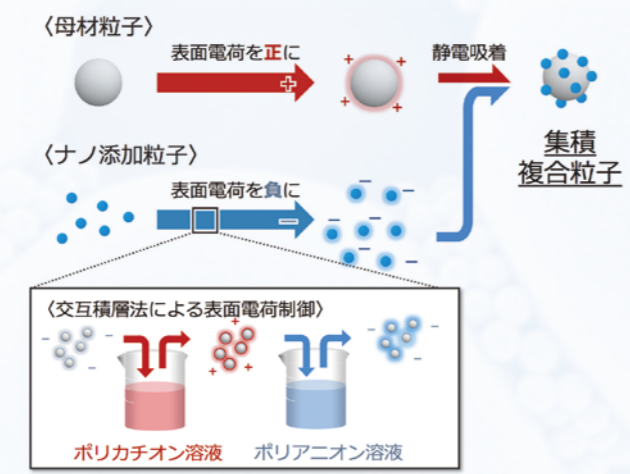 〈母材粒子〉
表面電荷を正に
静電吸着
集積
複合粒子
〈ナノ添加粒子〉
表面電荷を負に
〈交互積層法による表面電荷制御〉
ポリカチオン溶液
ポリアニオン溶液